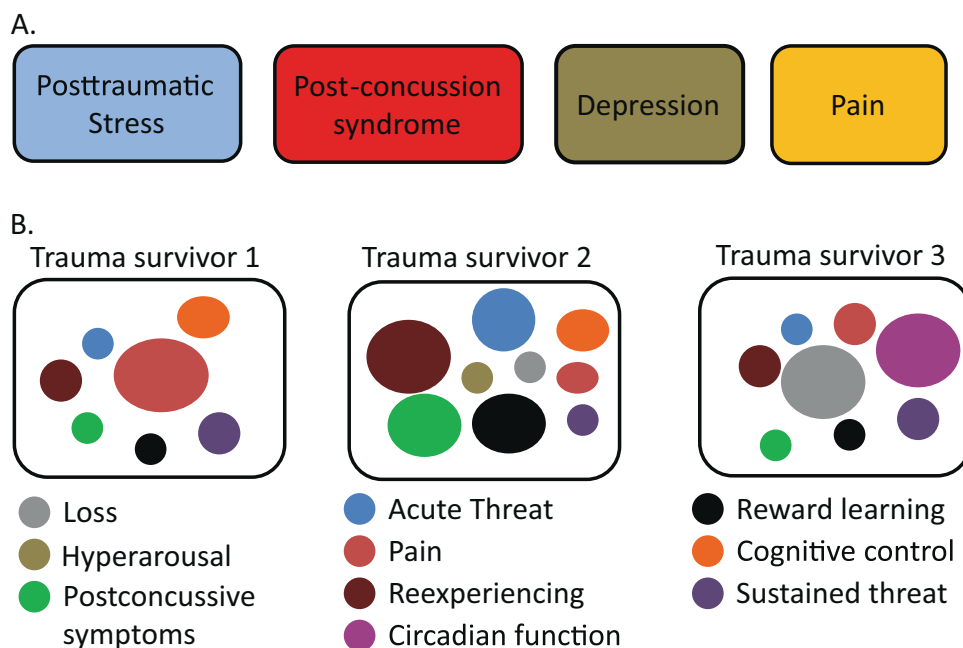 A.
Posttraumatic
Stress
Post-concussion
syndrome
Depression
Pain
B.
Trauma survivor 1
Trauma survivor 2
Trauma survivor 3
Loss
Hyperarousal
Postconcussive
symptoms
Acute Threat
Pain
Reexperiencing
Circadian function
Reward learning
Cognitive control
Sustained threat